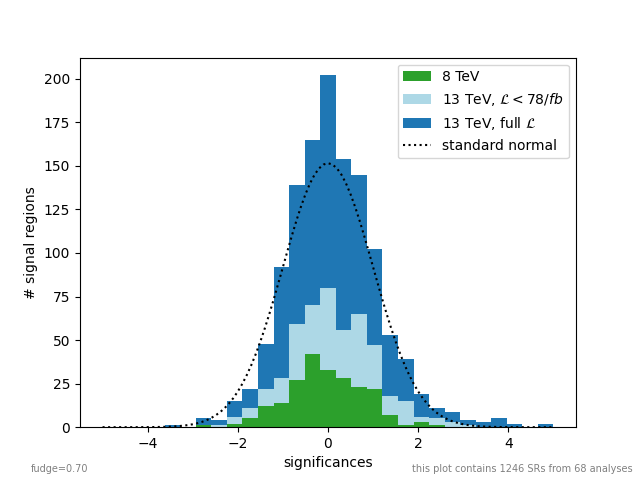 8 TeV
13 TeV, ℒ < 78/fb
13 TeV, full ℒ
standard normal
# signal regions
200
175
150
125
100
75
50
25
0
−4 −2 0 2 4
significances
fudge=0.70
this plot contains 1246 SRs from 68 analyses